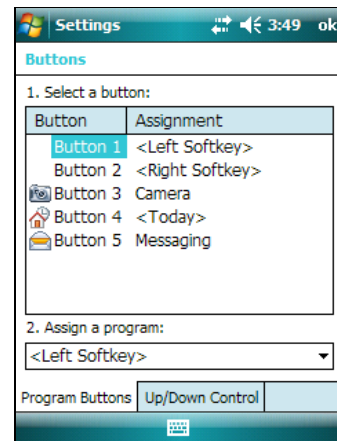 Settings 3:49 ok
Buttons
1. Select a button:
Button Assignment
Button 1 <Left Softkey>
Button 2 <Right Softkey>
Button 3 Camera
Button 4 <Today>
Button 5 Messaging
2. Assign a program:
<Left Softkey>
Program Buttons Up/Down Control